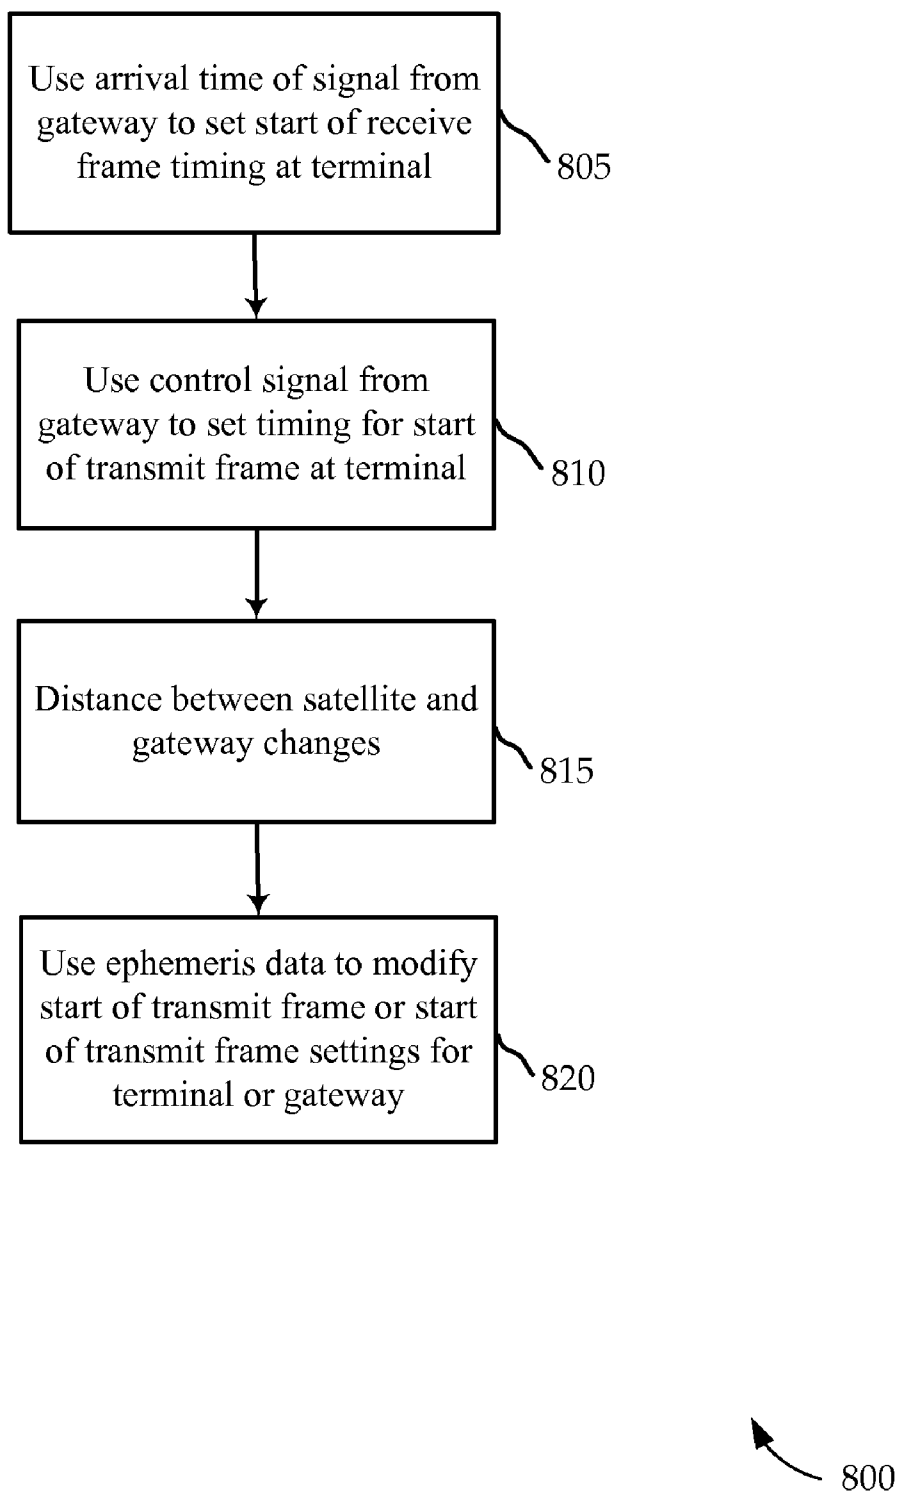 Use arrival time of signal from
gateway to set start of receive
frame timing at terminal
805
Use control signal from
gateway to set timing for start
of transmit frame at terminal
810
Distance between satellite and
gateway changes
815
Use ephemeris data to modify
start of transmit frame or start
of transmit frame settings for
terminal or gateway
820
800